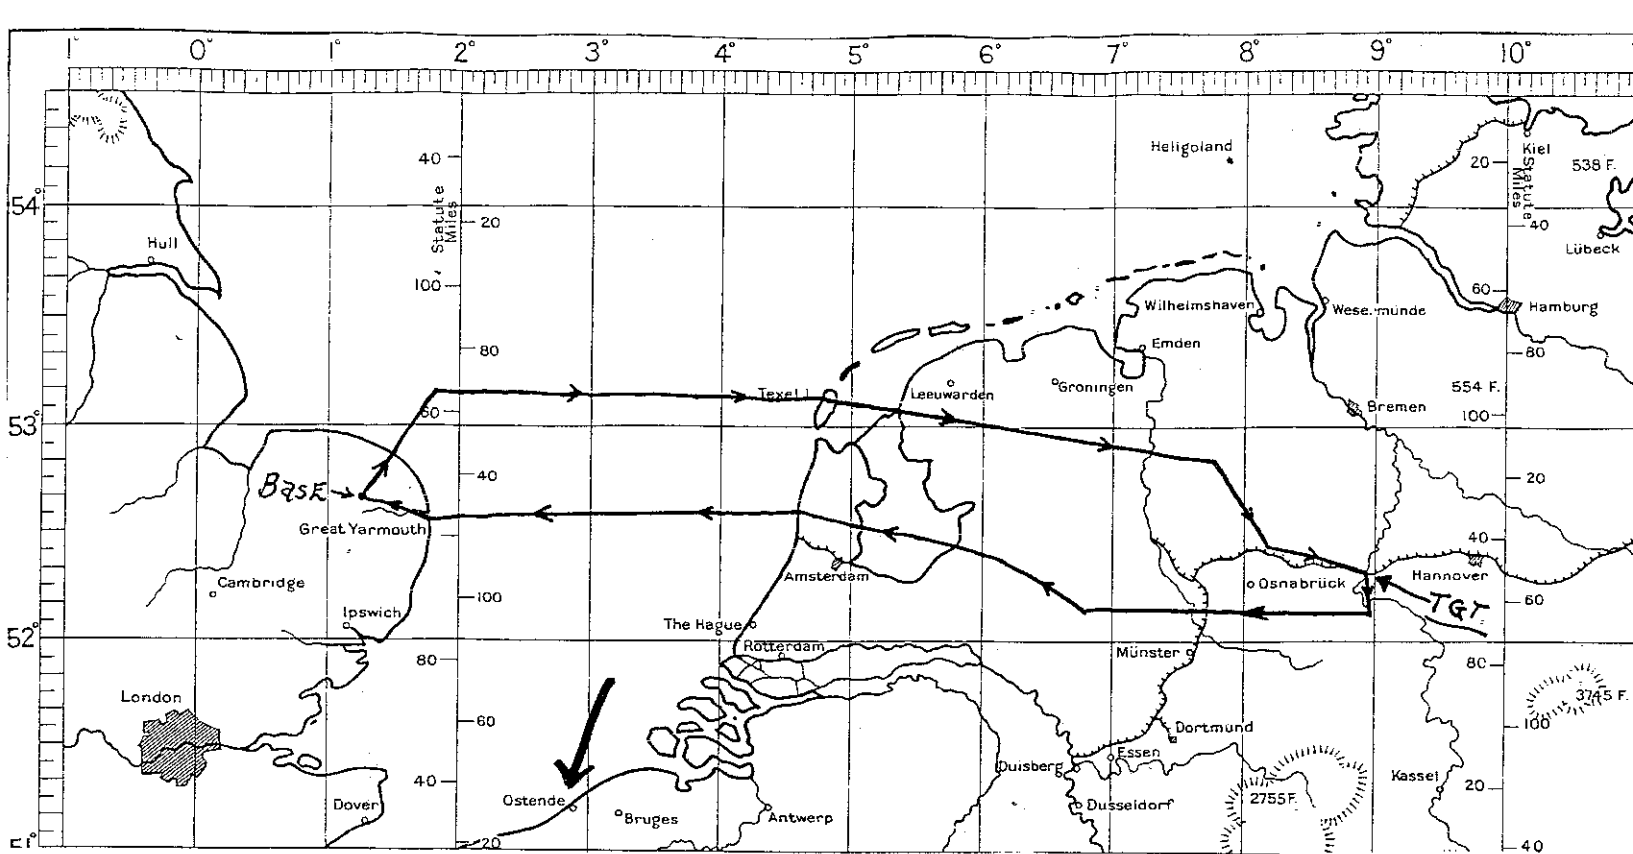 1° 0° 1° 2° 3° 4° 5° 6° 7° 8° 9° 10°
Kiel
Heligoland
40
20
538 F.
Statute Miles
Statute Miles
54°
20
40
Hull
Lübeck
100
60
Wilhelmshaven
Hamburg
80
Emden
80
Texel I
Leeuwarden
Groningen
554 F.
60
Bremen
100
53°
40
20
BASE
Great Yarmouth
40
Amsterdam
Osnabrück
Hannover
Cambridge
100
60
TGT
Ipswich
The Hague
52°
Rotterdam
80
Münster
80
London
3745 F.
60
100
Dortmund
Essen
40
Duisberg
Kassel
20
Ostende
2755 F.
Dover
Bruges
Antwerp
Dusseldorf
51°
20
40